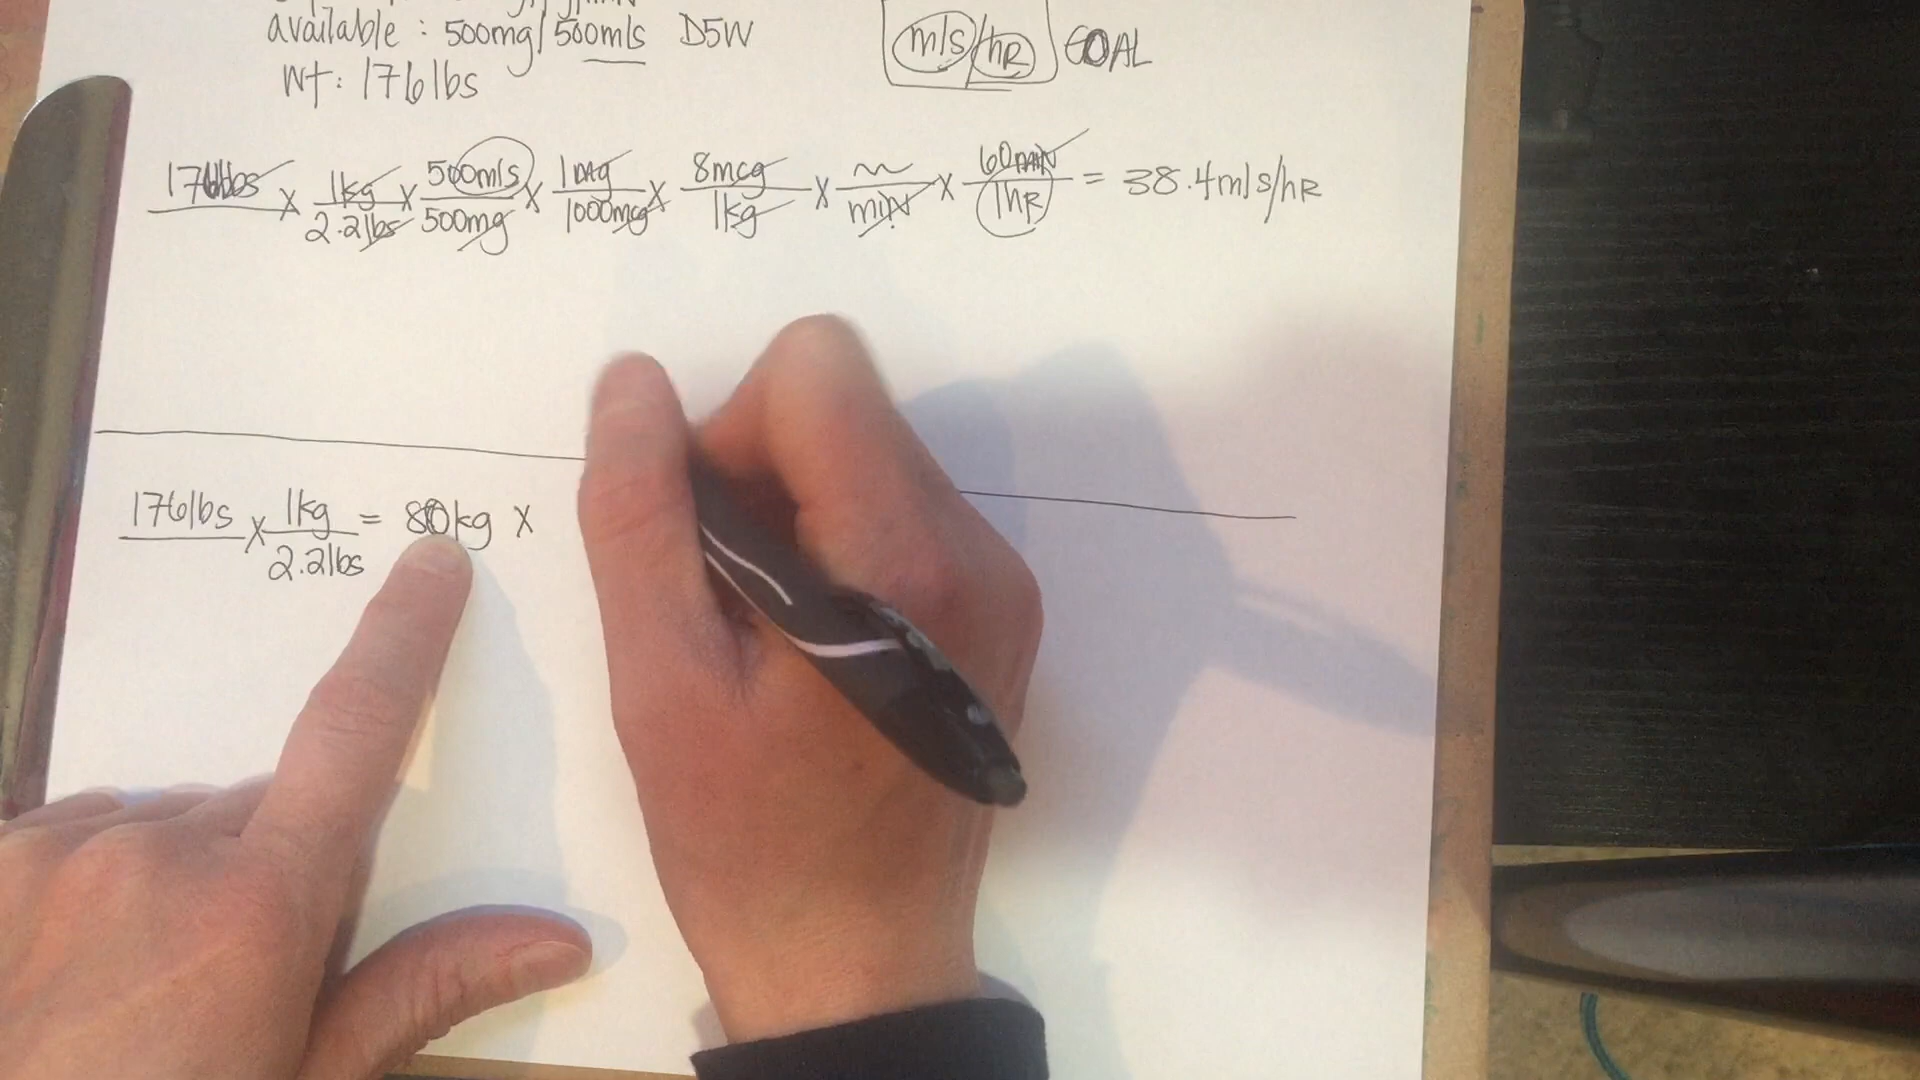 available : 500mg/500mls D5W
mls/hR GOAL
Wt: 176lbs
176lbs x 1kg/2.2lbs x 500mls/500mg x 1mg/1000mcg x 8mcg/1kg x /min x 60min/1hR = 38.4mls/hR
176lbs x 1kg/2.2lbs = 80kg x